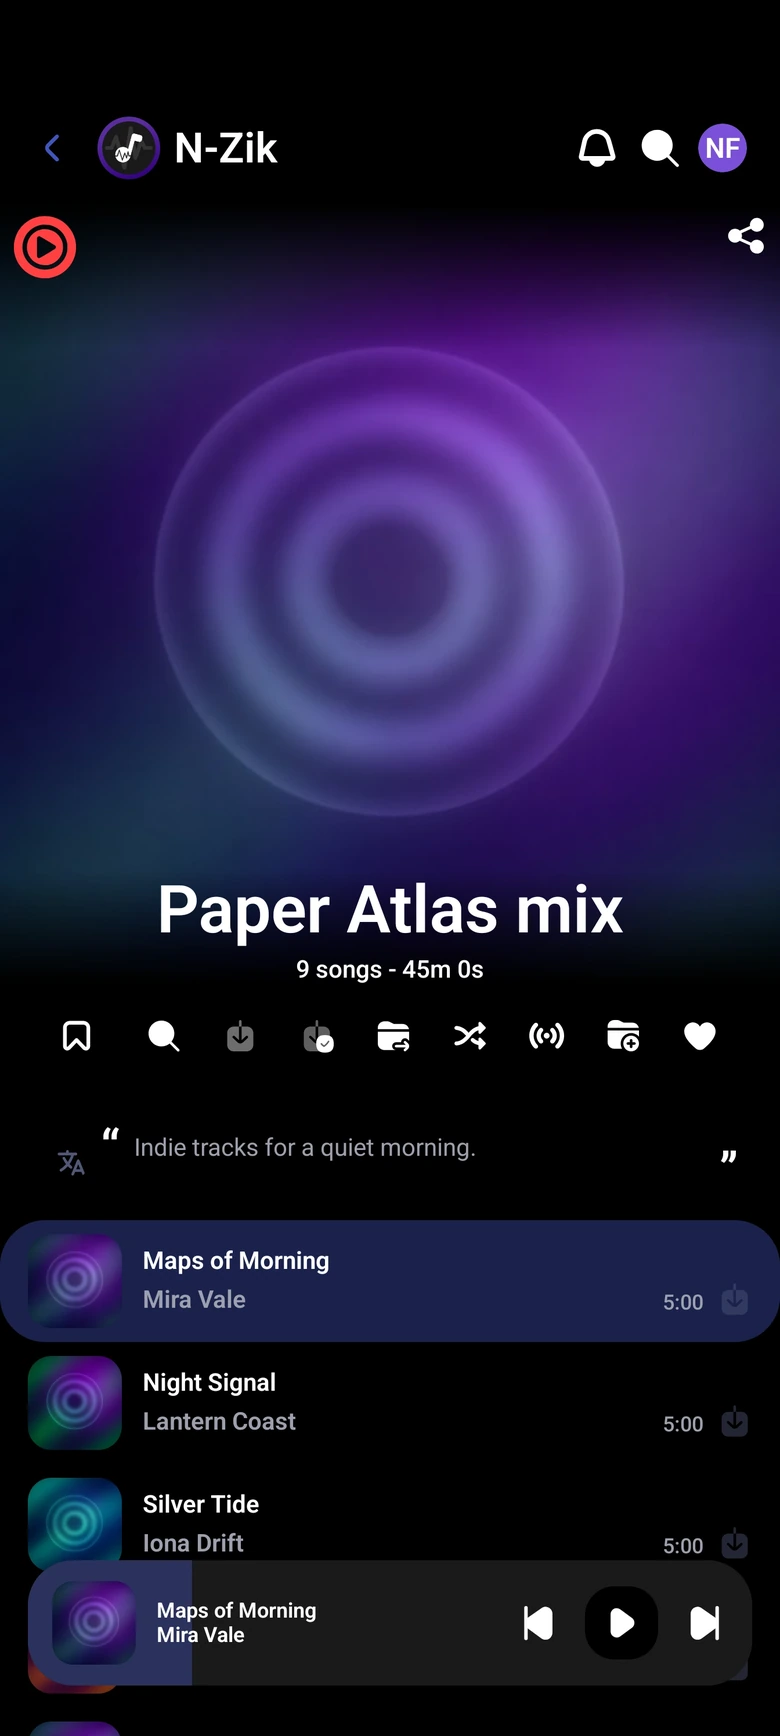 N-Zik
NF
Paper Atlas mix
9 songs - 45m 0s
“ Indie tracks for a quiet morning. ”
Maps of Morning
Mira Vale
5:00
Night Signal
Lantern Coast
5:00
Silver Tide
Iona Drift
5:00
Maps of Morning
Mira Vale